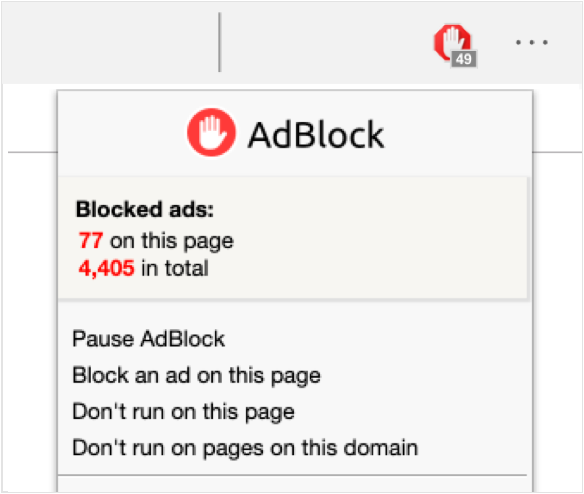 49
AdBlock
Blocked ads:
77 on this page
4,405 in total
Pause AdBlock
Block an ad on this page
Don't run on this page
Don't run on pages on this domain